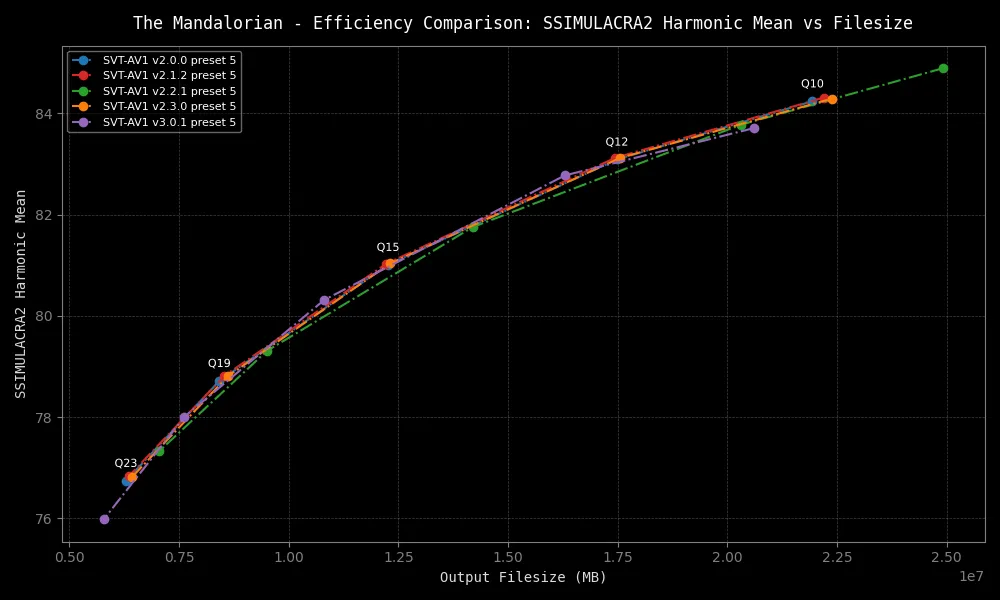 The Mandalorian - Efficiency Comparison: SSIMULACRA2 Harmonic Mean vs Filesize
SVT-AV1 v2.0.0 preset 5
SVT-AV1 v2.1.2 preset 5
SVT-AV1 v2.2.1 preset 5
SVT-AV1 v2.3.0 preset 5
SVT-AV1 v3.0.1 preset 5
Q10
Q12
Q15
Q19
Q23
84
82
80
78
76
SSIMULACRA2 Harmonic Mean
0.50 0.75 1.00 1.25 1.50 1.75 2.00 2.25 2.50
1e7
Output Filesize (MB)